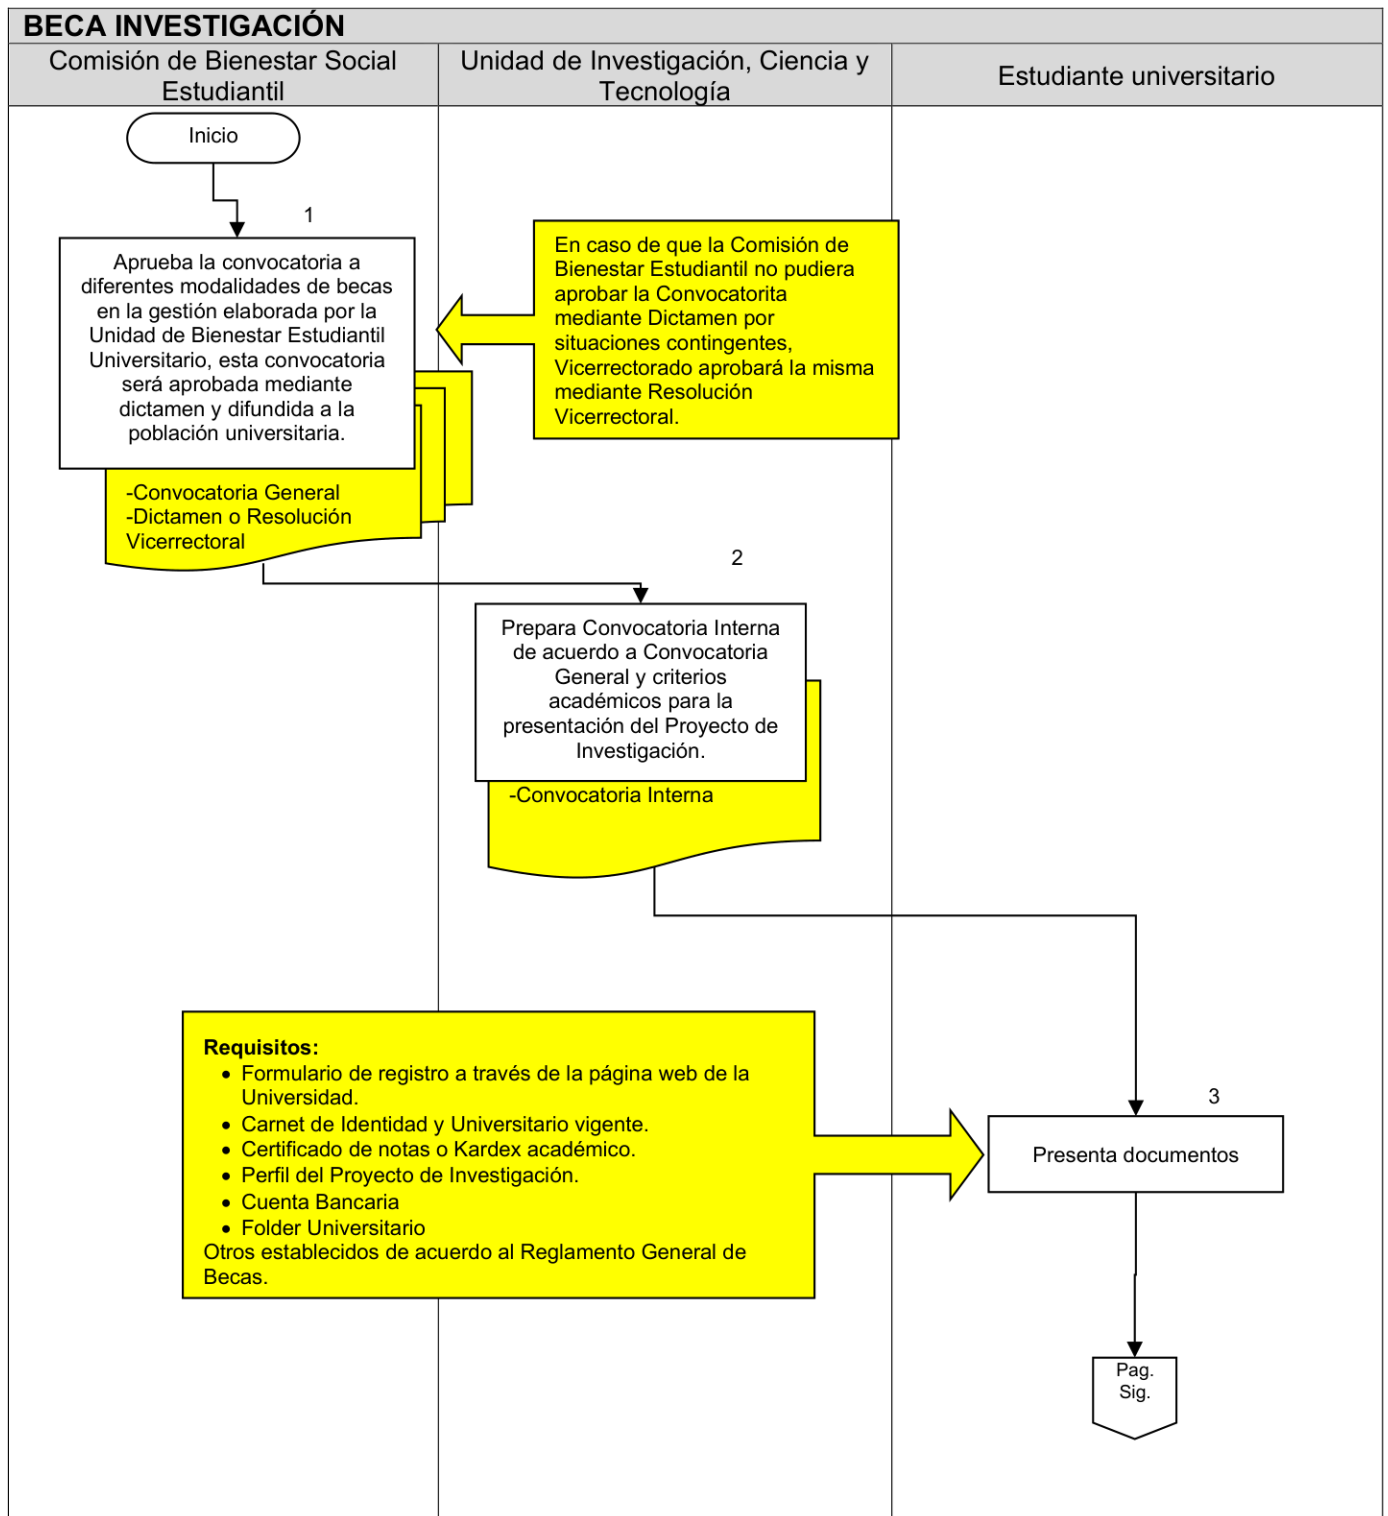 BECA INVESTIGACIÓN
Comisión de Bienestar Social
Estudiantil
Unidad de Investigación, Ciencia y
Tecnología
Estudiante universitario
Inicio
1
Aprueba la convocatoria a
diferentes modalidades de becas
en la gestión elaborada por la
Unidad de Bienestar Estudiantil
Universitario, esta convocatoria
será aprobada mediante
dictamen y difundida a la
población universitaria.
-Convocatoria General
-Dictamen o Resolución
Vicerrectoral
En caso de que la Comisión de
Bienestar Estudiantil no pudiera
aprobar la Convocatorita
mediante Dictamen por
situaciones contingentes,
Vicerrectorado aprobará la misma
mediante Resolución
Vicerrectoral.
2
Prepara Convocatoria Interna
de acuerdo a Convocatoria
General y criterios
académicos para la
presentación del Proyecto de
Investigación.
-Convocatoria Interna
Requisitos:
• Formulario de registro a través de la página web de la
Universidad.
• Carnet de Identidad y Universitario vigente.
• Certificado de notas o Kardex académico.
• Perfil del Proyecto de Investigación.
• Cuenta Bancaria
• Folder Universitario
Otros establecidos de acuerdo al Reglamento General de
Becas.
3
Presenta documentos
Pag.
Sig.